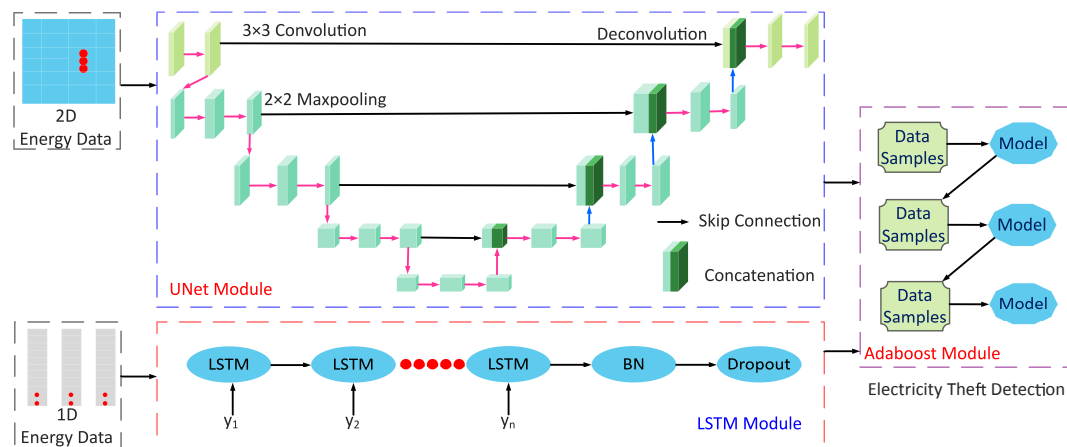 2D
Energy Data
3×3 Convolution
Deconvolution
2×2 Maxpooling
Skip Connection
Concatenation
UNet Module
Data
Samples
Model
Data
Samples
Model
Data
Samples
Model
Adaboost Module
Electricity Theft Detection
1D
Energy Data
LSTM
LSTM
LSTM
BN
Dropout
y1
y2
yn
LSTM Module